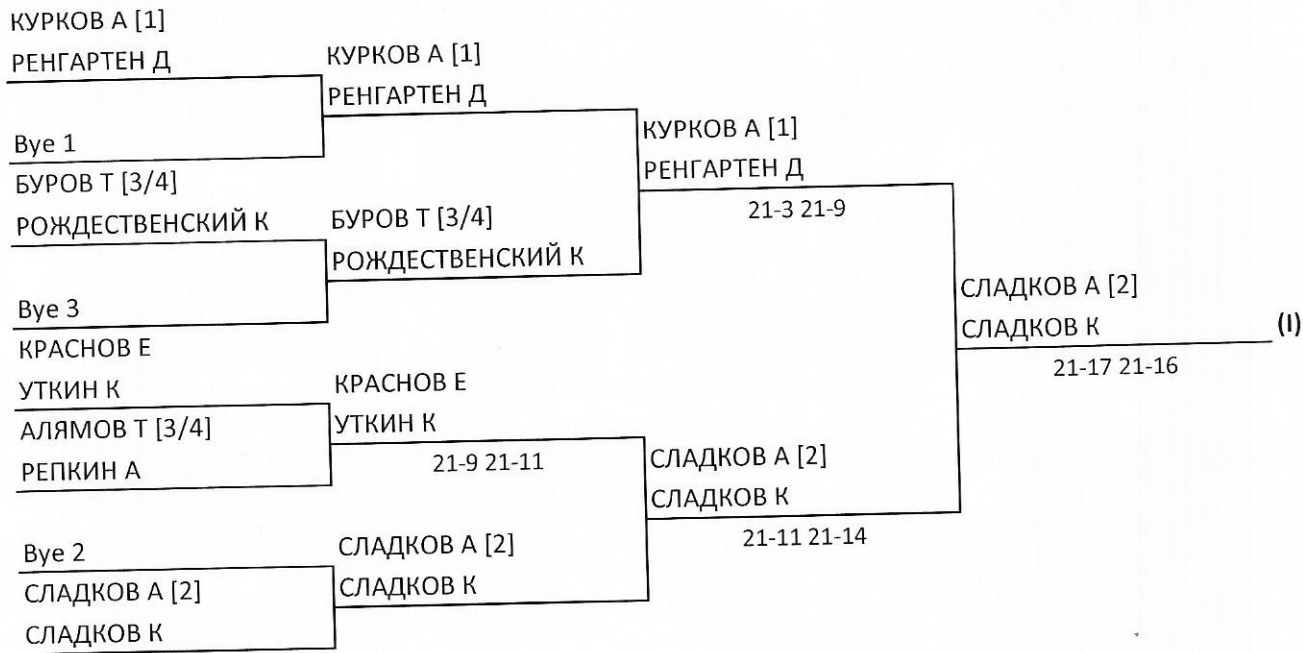 КУРКОВ А [1]
РЕНГАРТЕН Д
Bye 1
БУРОВ Т [3/4]
РОЖДЕСТВЕНСКИЙ К
Bye 3
КРАСНОВ Е
УТКИН К
АЛЯМОВ Т [3/4]
РЕПКИН А
Bye 2
СЛАДКОВ А [2]
СЛАДКОВ К
КУРКОВ А [1]
РЕНГАРТЕН Д
БУРОВ Т [3/4]
РОЖДЕСТВЕНСКИЙ К
КРАСНОВ Е
УТКИН К
21-9 21-11
СЛАДКОВ А [2]
СЛАДКОВ К
КУРКОВ А [1]
РЕНГАРТЕН Д
21-3 21-9
СЛАДКОВ А [2]
СЛАДКОВ К
21-11 21-14
СЛАДКОВ А [2]
СЛАДКОВ К
21-17 21-16
(I)